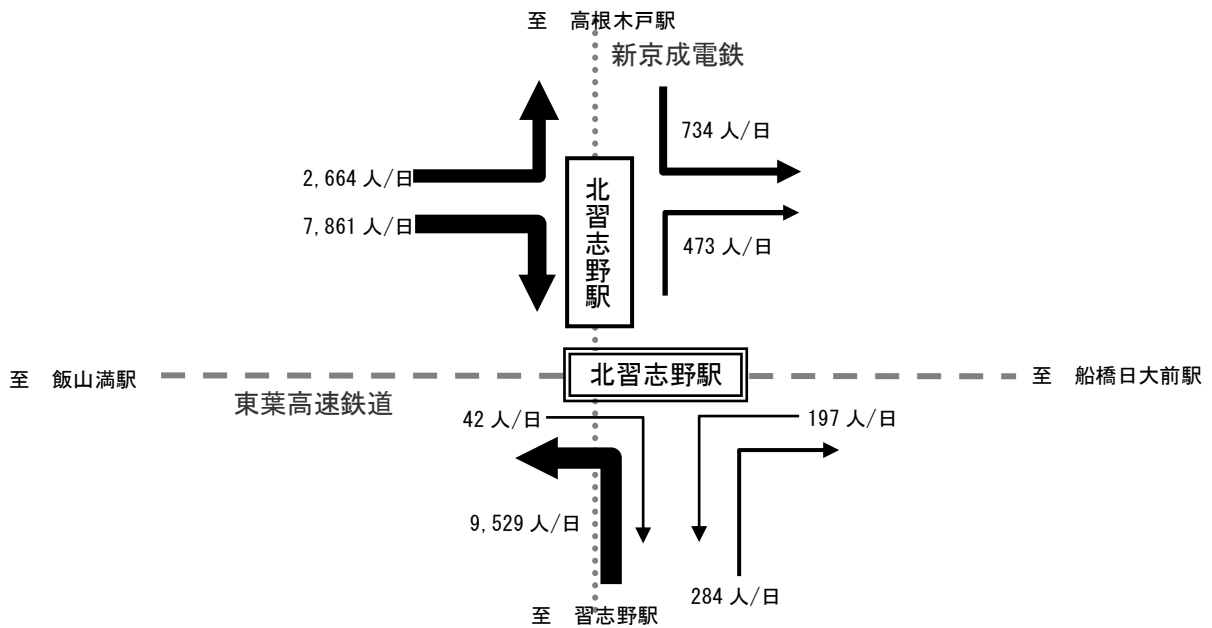 至　高根木戸駅
新京成電鉄
734 人/日
2,664 人/日
7,861 人/日
北習志野駅
473 人/日
至　飯山満駅
北習志野駅
至　船橋日大前駅
東葉高速鉄道
42 人/日
197 人/日
9,529 人/日
284 人/日
至　習志野駅